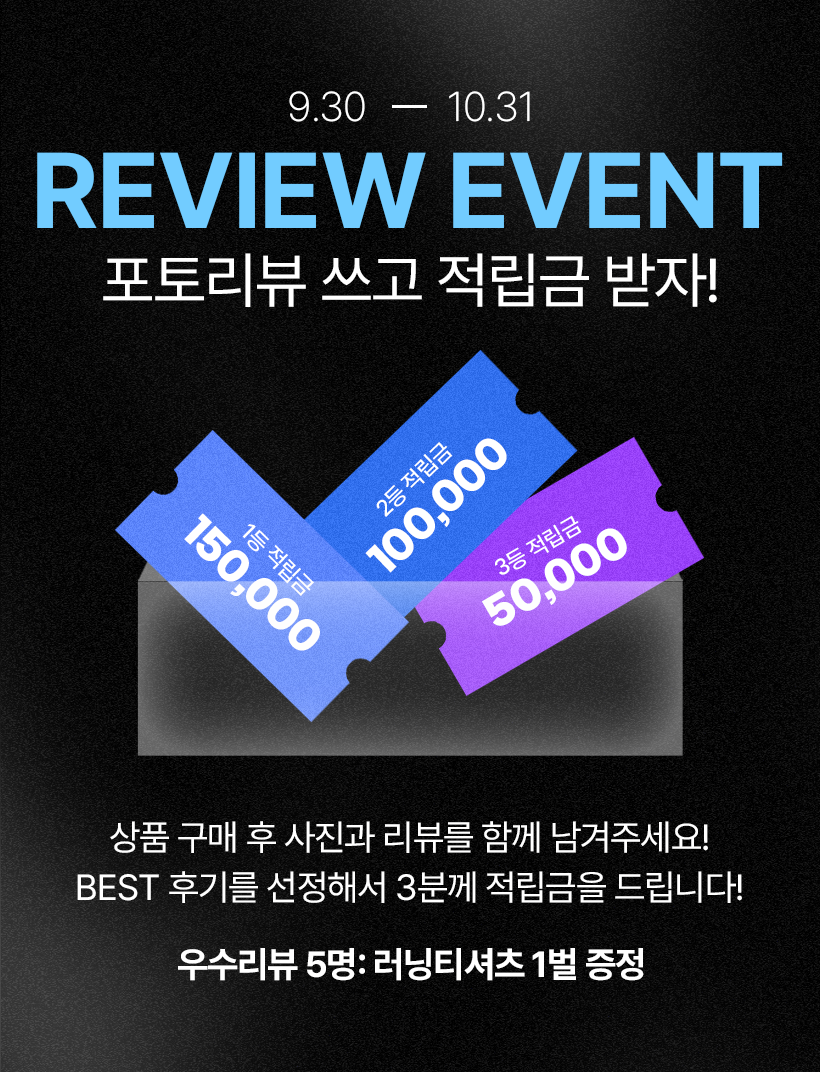 9.30 — 10.31
REVIEW EVENT
포토리뷰 쓰고 적립금 받자!
1등 적립금
150,000
2등 적립금
100,000
3등 적립금
50,000
상품 구매 후 사진과 리뷰를 함께 남겨주세요!
BEST 후기를 선정해서 3분께 적립금을 드립니다!
우수리뷰 5명: 러닝티셔츠 1벌 증정